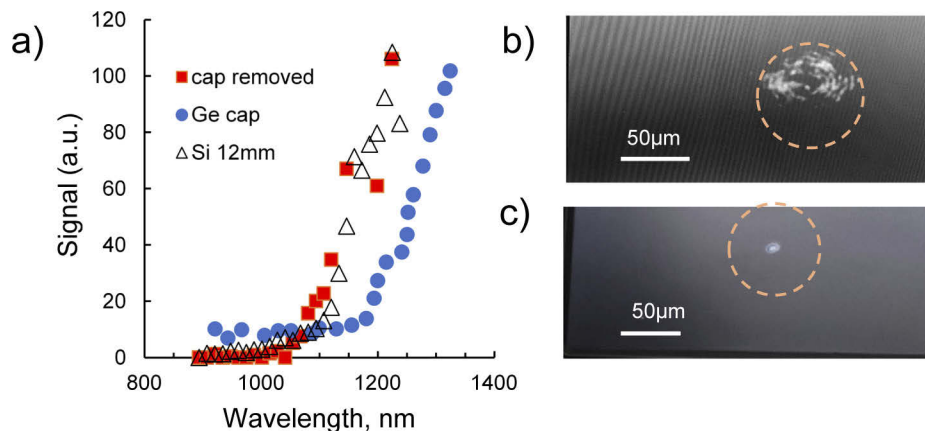 a)
120
100
80
60
40
20
0
Signal (a.u.)
cap removed
Ge cap
Si 12mm
800
1000
1200
1400
Wavelength, nm
b)
50µm
c)
50µm